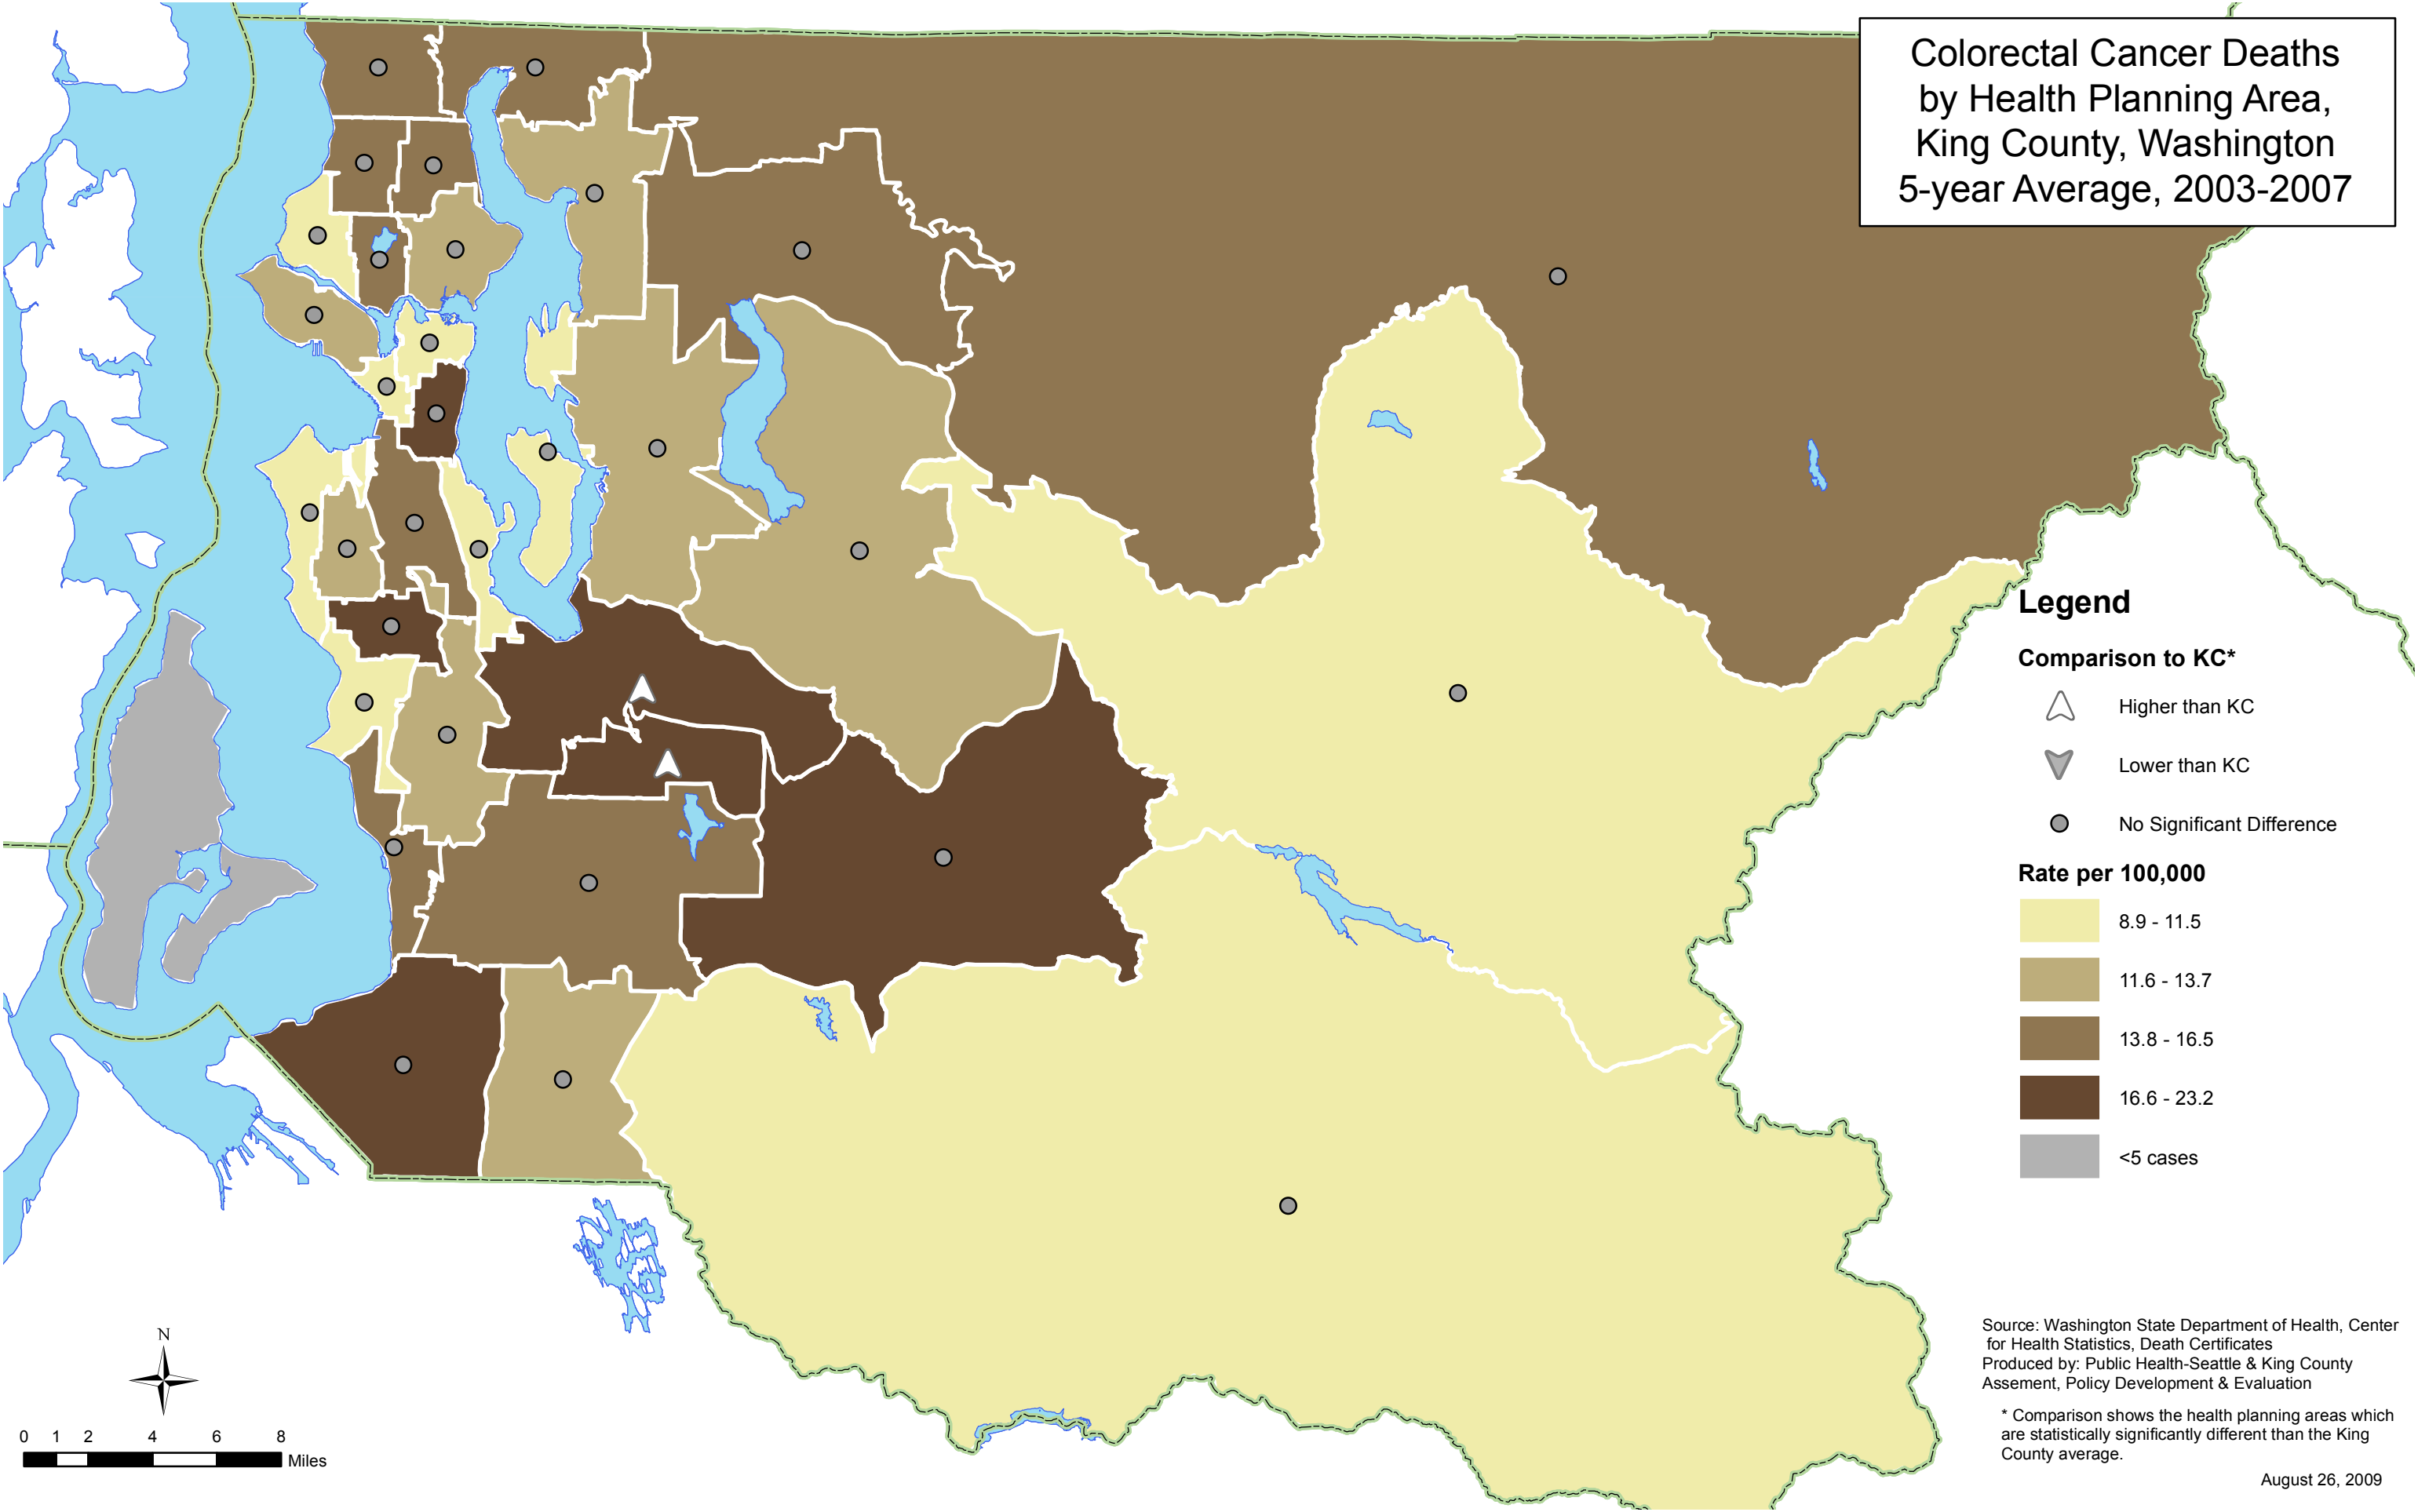 Colorectal Cancer Deaths
by Health Planning Area,
King County, Washington
5-year Average, 2003-2007
Legend
Comparison to KC*
Higher than KC
Lower than KC
No Significant Difference
Rate per 100,000
8.9 - 11.5
11.6 - 13.7
13.8 - 16.5
16.6 - 23.2
<5 cases
Source: Washington State Department of Health, Center
for Health Statistics, Death Certificates
Produced by: Public Health-Seattle & King County
Assement, Policy Development & Evaluation
* Comparison shows the health planning areas which
are statistically significantly different than the King
County average.
August 26, 2009
N
0 1 2 4 6 8
Miles